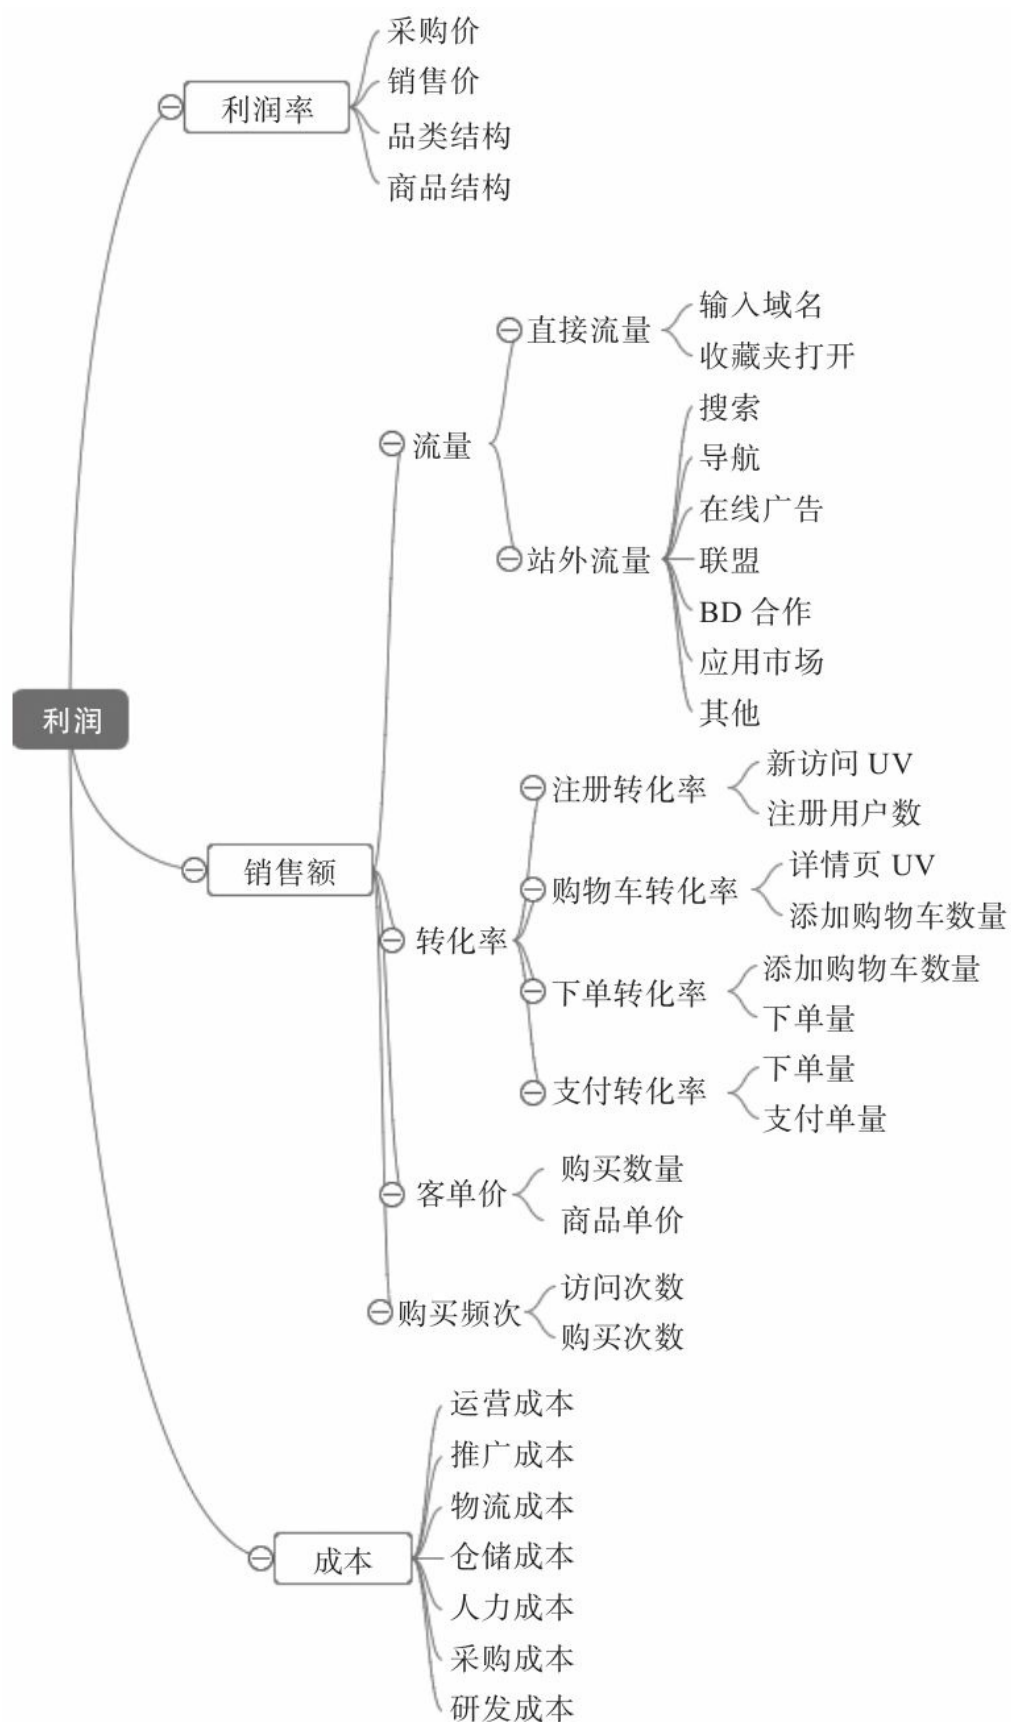 利润
利润率
采购价
销售价
品类结构
商品结构
销售额
流量
直接流量
输入域名
收藏夹打开
站外流量
搜索
导航
在线广告
联盟
BD 合作
应用市场
其他
转化率
注册转化率
新访问 UV
注册用户数
购物车转化率
详情页 UV
添加购物车数量
下单转化率
添加购物车数量
下单量
支付转化率
下单量
支付单量
客单价
购买数量
商品单价
购买频次
访问次数
购买次数
成本
运营成本
推广成本
物流成本
仓储成本
人力成本
采购成本
研发成本